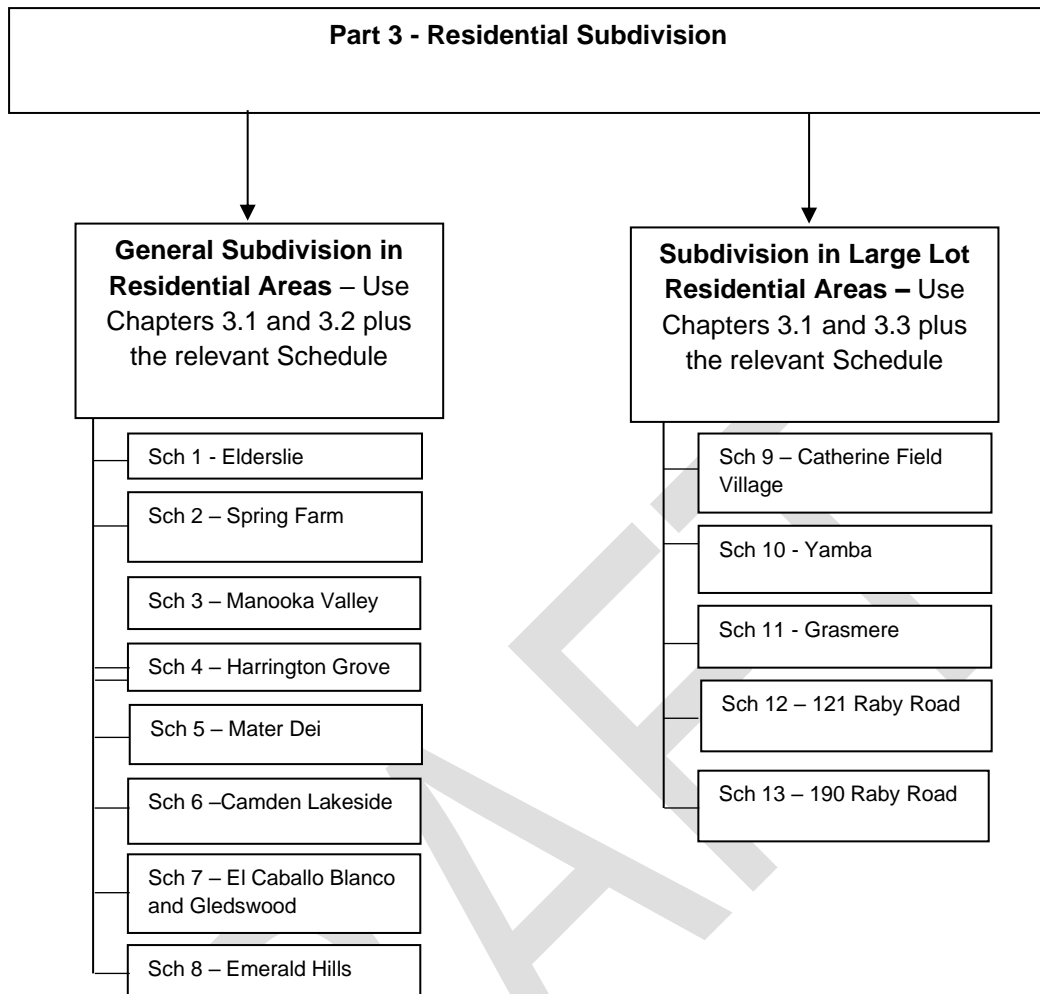 Part 3 - Residential Subdivision
General Subdivision in
Residential Areas – Use
Chapters 3.1 and 3.2 plus
the relevant Schedule
Sch 1 - Elderslie
Sch 2 – Spring Farm
Sch 3 – Manooka Valley
Sch 4 – Harrington Grove
Sch 5 – Mater Dei
Sch 6 –Camden Lakeside
Sch 7 – El Caballo Blanco
and Gledswood
Sch 8 – Emerald Hills
Subdivision in Large Lot
Residential Areas – Use
Chapters 3.1 and 3.3 plus
the relevant Schedule
Sch 9 – Catherine Field
Village
Sch 10 - Yamba
Sch 11 - Grasmere
Sch 12 – 121 Raby Road
Sch 13 – 190 Raby Road